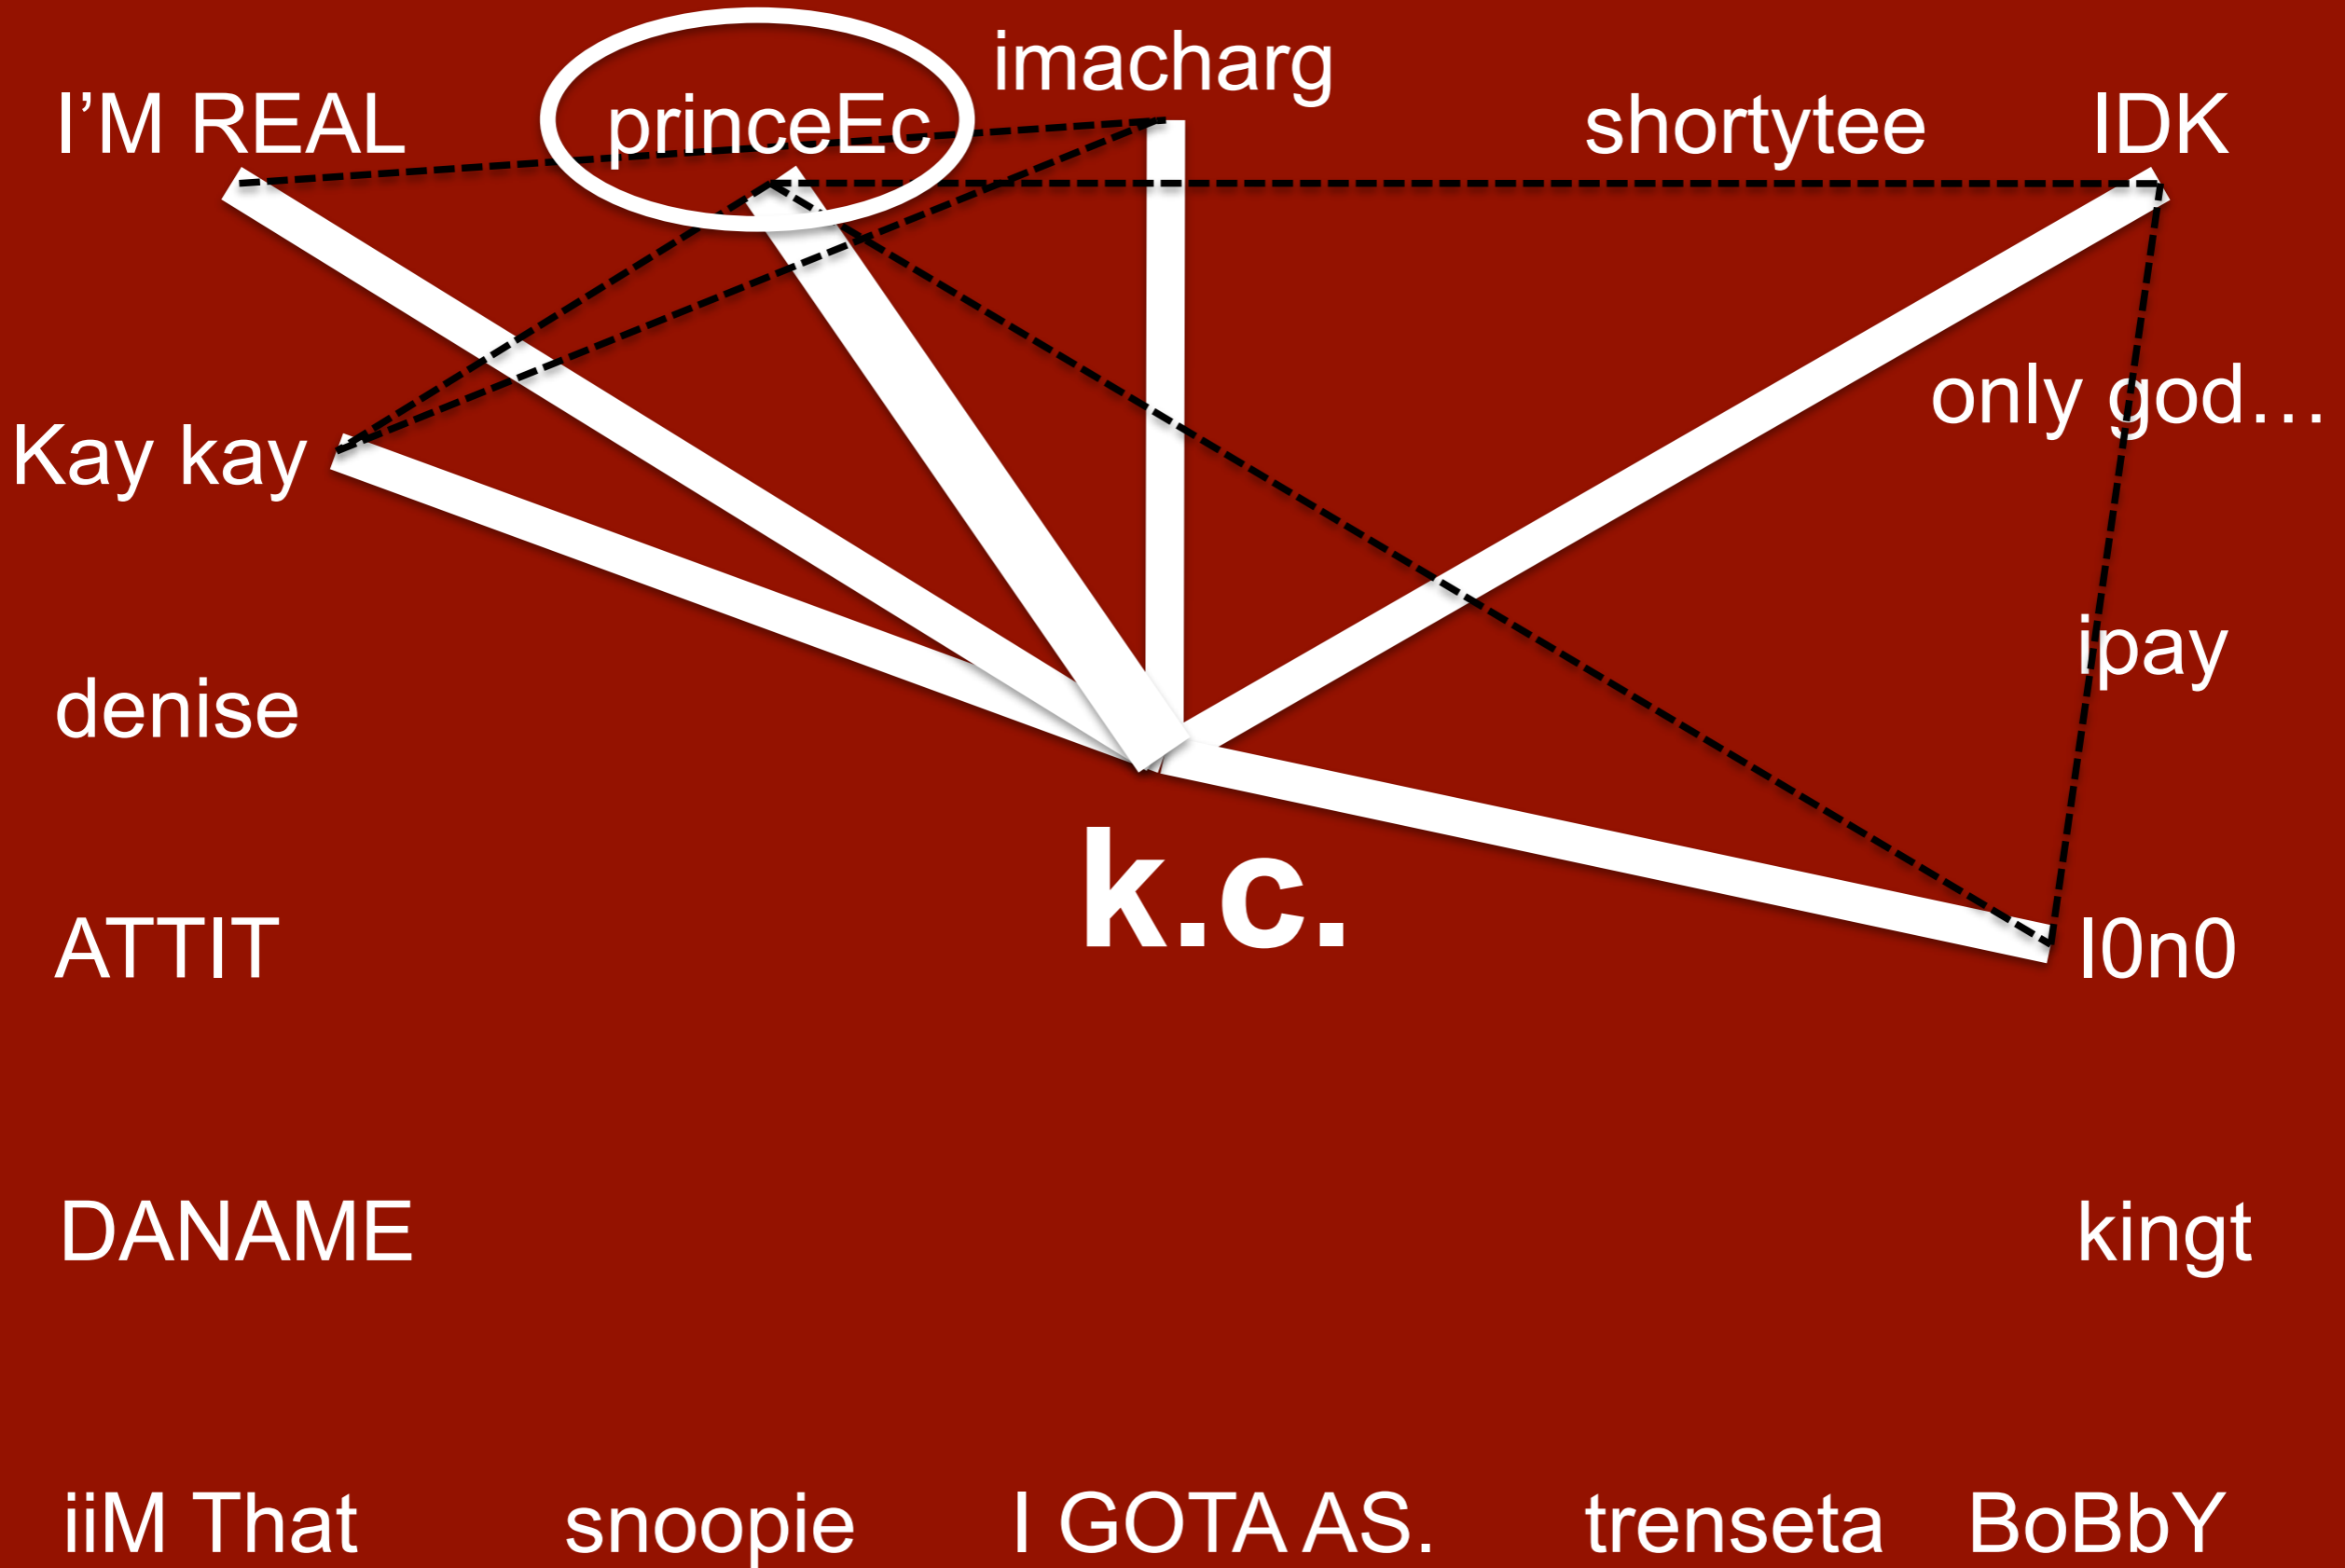 imacharg
I’M REAL princeEc shortytee IDK
only god…
Kay kay
ipay
denise
k.c.
ATTIT I0n0
DANAME kingt
iiM That snoopie I GOTA AS. trenseta BoBbY